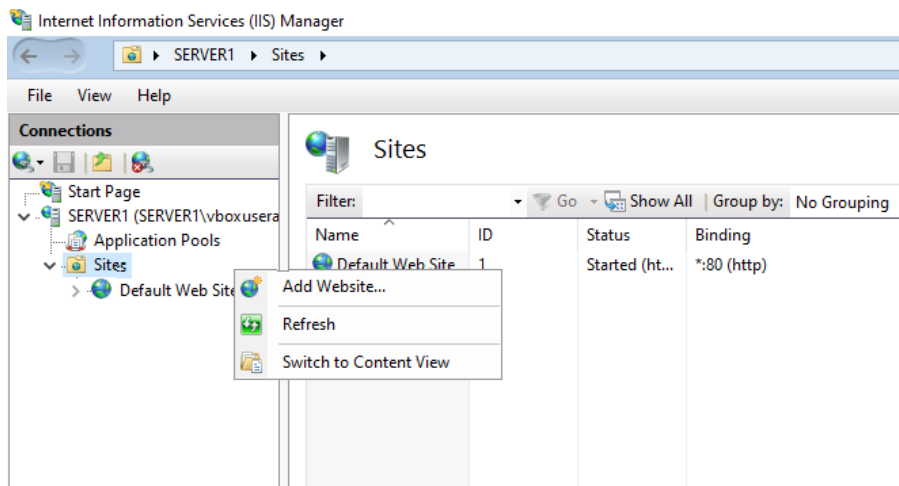 Internet Information Services (IIS) Manager
SERVER1 Sites
File View Help
Connections
Start Page
SERVER1 (SERVER1\vboxusera
Application Pools
Sites
Default Web Site
Sites
Filter: Go Show All Group by: No Grouping
Name ID Status Binding
Default Web Site 1 Started (ht... *:80 (http)
Add Website...
Refresh
Switch to Content View